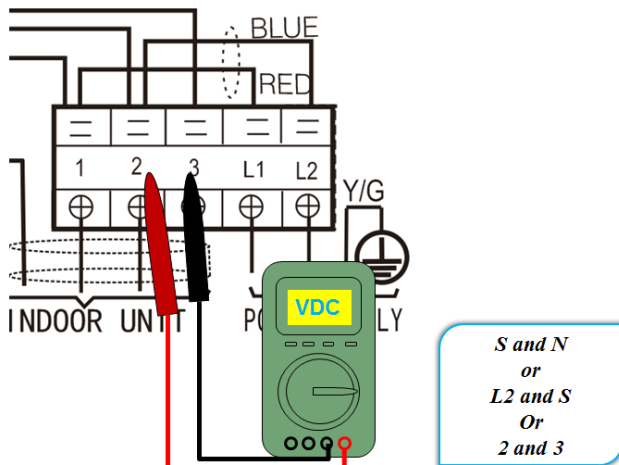 BLUE
RED
1 2 3 L1 L2
Y/G
INDOOR UNIT
VDC
S and N
or
L2 and S
Or
2 and 3